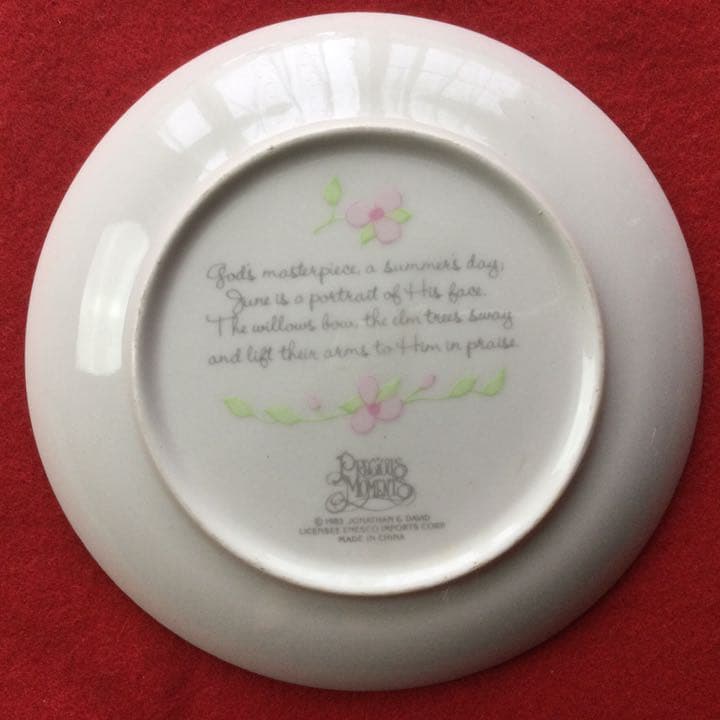 God's masterpiece, a summer's day,
June is a portrait of His face.
The willows bow, the elm trees sway
and lift their arms to Him in praise.
PRECIOUS
MOMENTS
© 1983 JONATHAN & DAVID
LICENSEE ENESCO IMPORTS CORP.
MADE IN CHINA